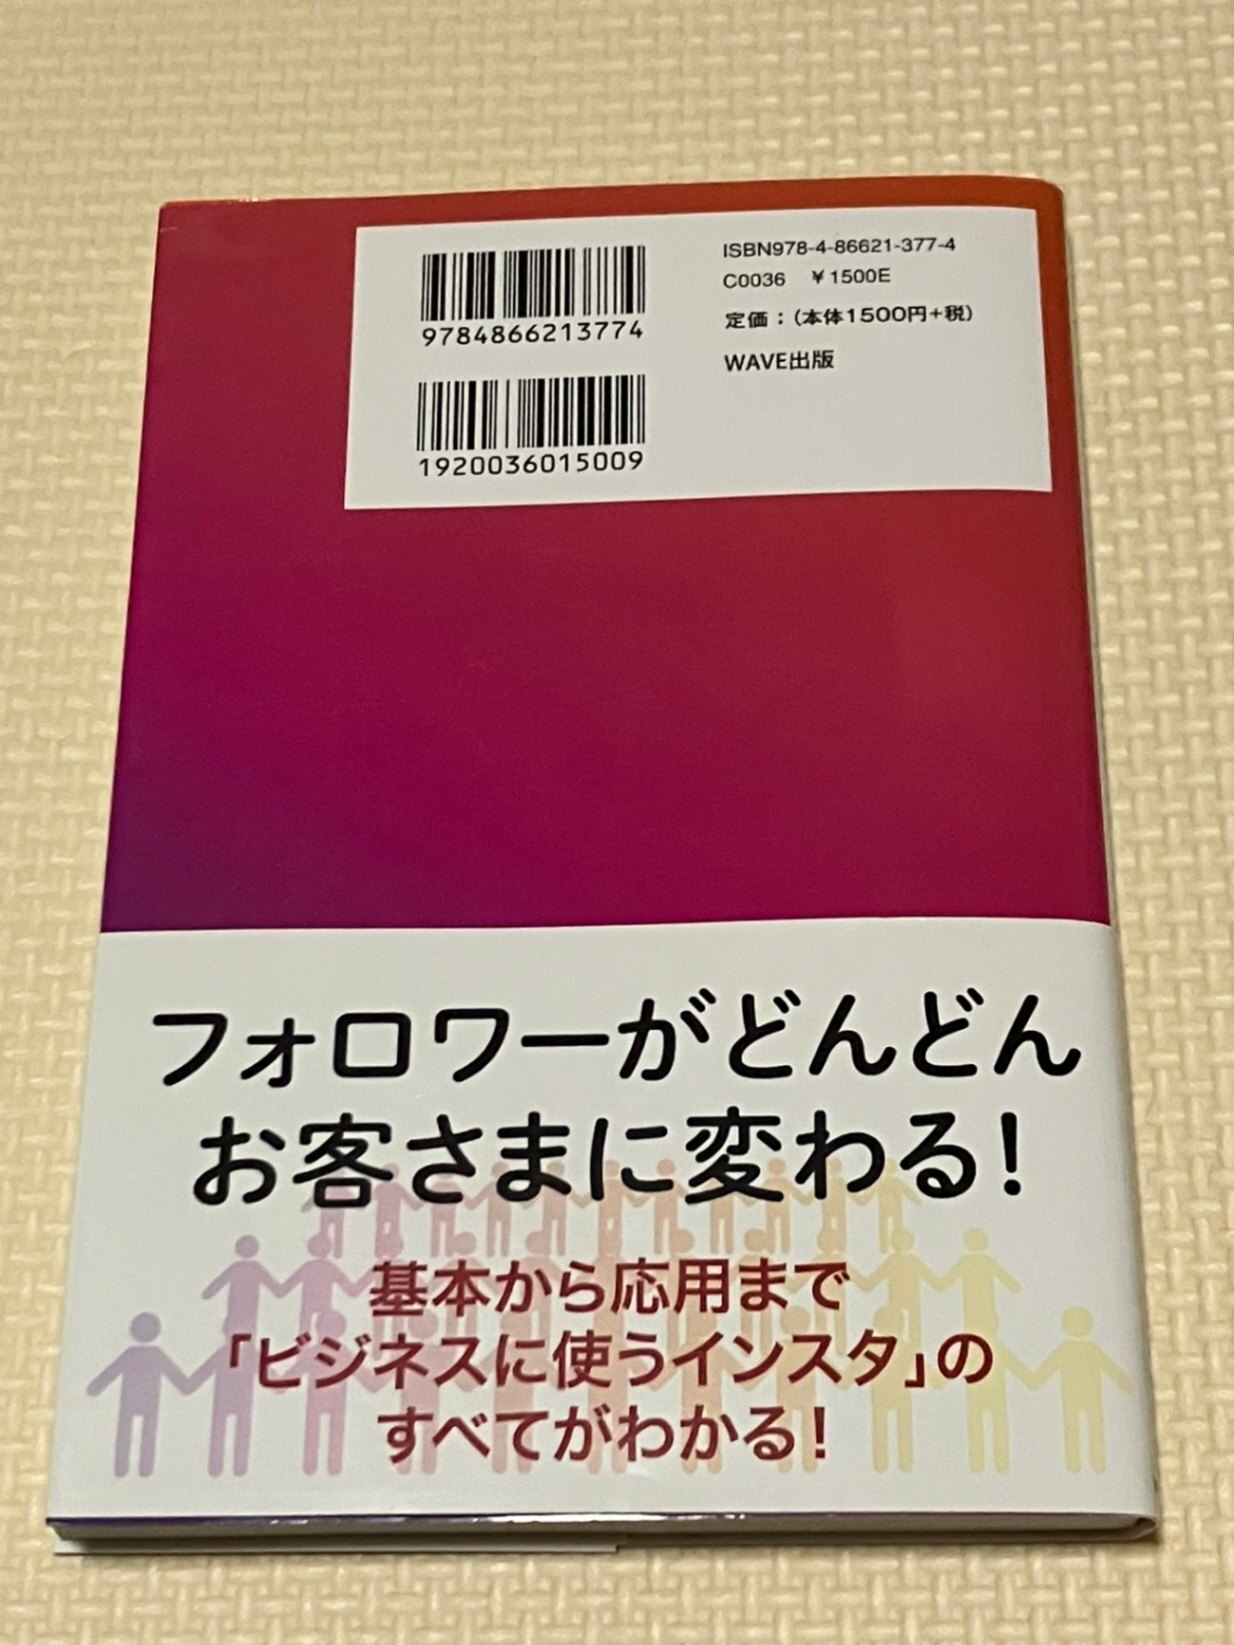 9784866213774
1920036015009
ISBN978-4-86621-377-4
C0036 ¥1500E
定価:(本体1500円+税)
WAVE出版
フォロワーがどんどん
お客さまに変わる!
基本から応用まで
「ビジネスに使うインスタ」の
すべてがわかる!